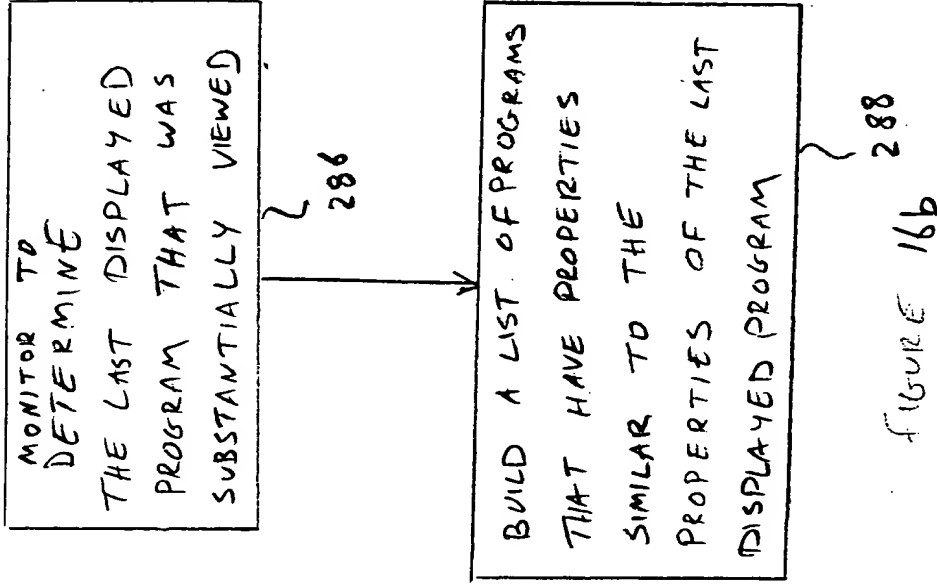 MONITOR TO
DETERMINE
THE LAST DISPLAYED
PROGRAM THAT WAS
SUBSTANTIALLY VIEWED
286
BUILD A LIST OF PROGRAMS
THAT HAVE PROPERTIES
SIMILAR TO THE
PROPERTIES OF THE LAST
DISPLAYED PROGRAM
288
FIGURE 16b